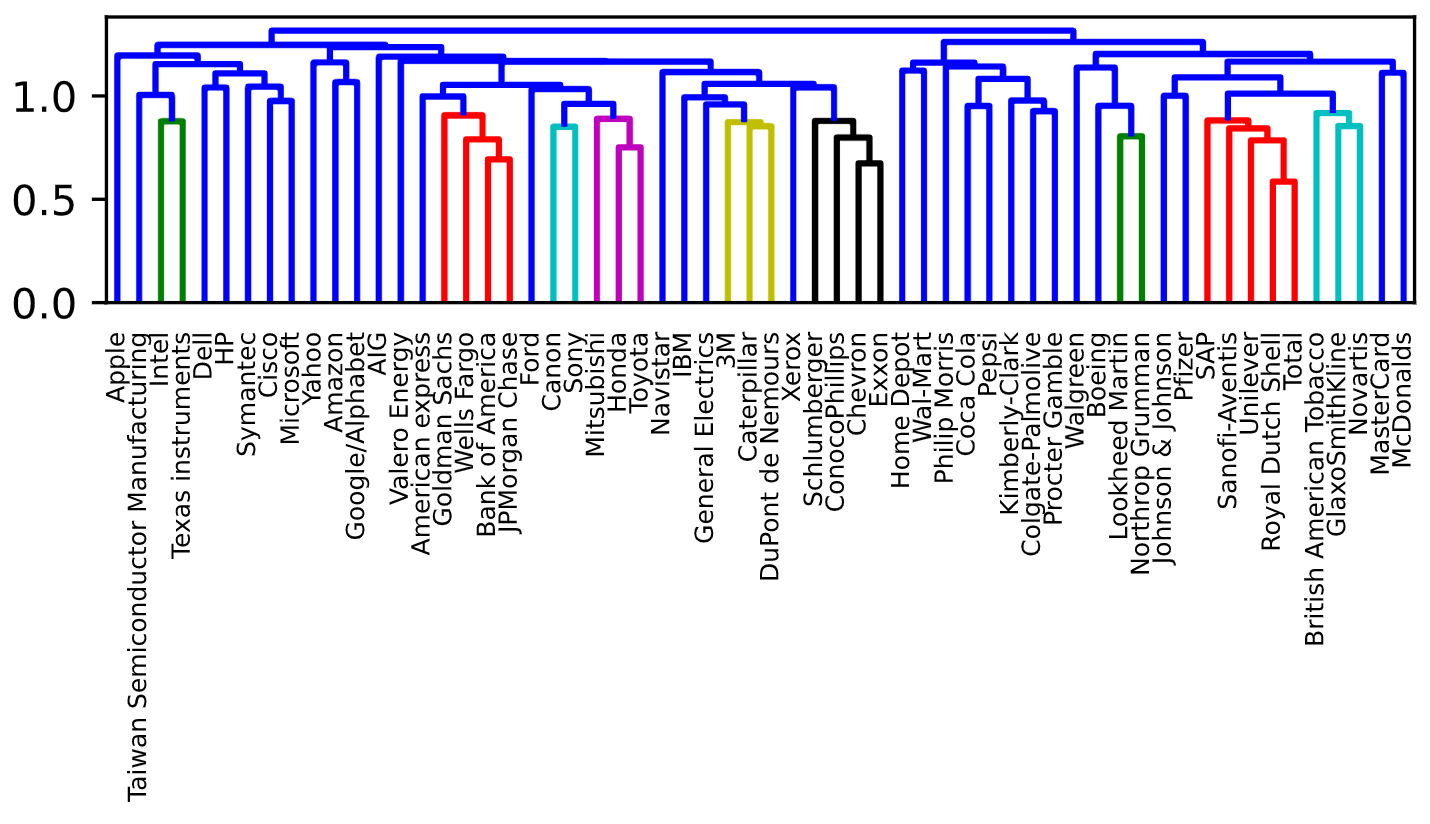 1.0
0.5
0.0
Apple
Taiwan Semiconductor Manufacturing
Intel
Texas instruments
Dell
HP
Symantec
Cisco
Microsoft
Yahoo
Amazon
Google/Alphabet
AIG
Valero Energy
American express
Goldman Sachs
Wells Fargo
Bank of America
JPMorgan Chase
Ford
Canon
Sony
Mitsubishi
Honda
Toyota
Navistar
IBM
General Electrics
3M
Caterpillar
DuPont de Nemours
Xerox
Schlumberger
ConocoPhillips
Chevron
Exxon
Home Depot
Wal-Mart
Philip Morris
Coca Cola
Pepsi
Kimberly-Clark
Colgate-Palmolive
Procter Gamble
Walgreen
Boeing
Lookheed Martin
Northrop Grumman
Johnson & Johnson
Pfizer
SAP
Sanofi-Aventis
Unilever
Royal Dutch Shell
Total
British American Tobacco
GlaxoSmithKline
Novartis
MasterCard
McDonalds